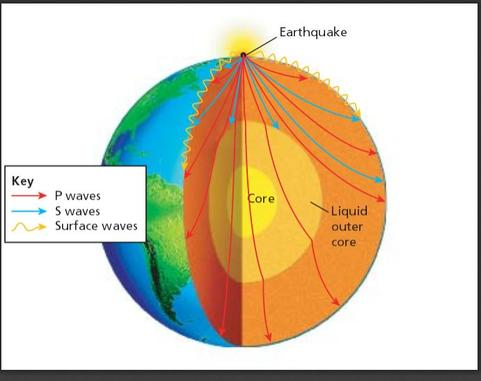 Earthquake
Key
P waves
S waves
Surface waves
Core
Liquid
outer
core